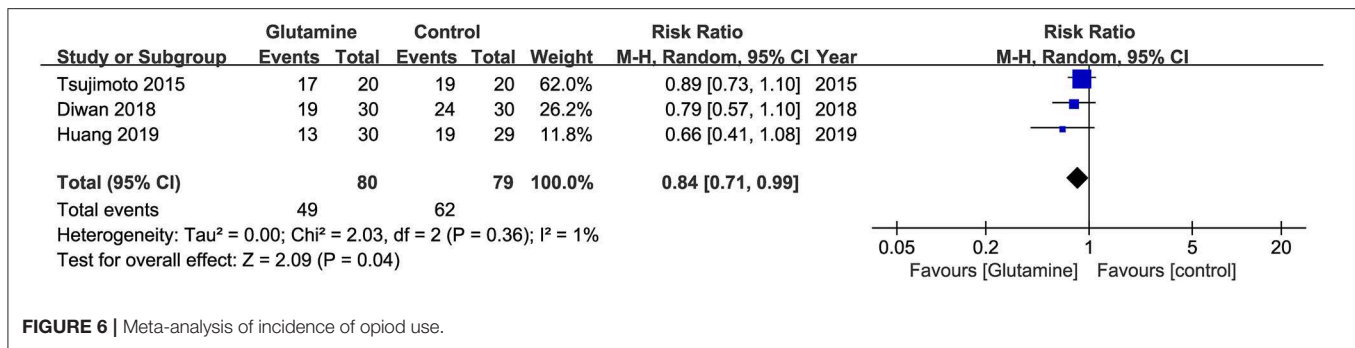 Glutamine Control Risk Ratio Risk Ratio
Study or Subgroup Events Total Events Total Weight M-H, Random, 95% CI Year M-H, Random, 95% CI
Tsujimoto 2015 17 20 19 20 62.0% 0.89 [0.73, 1.10] 2015
Diwan 2018 19 30 24 30 26.2% 0.79 [0.57, 1.10] 2018
Huang 2019 13 30 19 29 11.8% 0.66 [0.41, 1.08] 2019
Total (95% CI) 80 79 100.0% 0.84 [0.71, 0.99]
Total events 49 62
Heterogeneity: Tau² = 0.00; Chi² = 2.03, df = 2 (P = 0.36); I² = 1%
Test for overall effect: Z = 2.09 (P = 0.04)
0.05 0.2 1 5 20
Favours [Glutamine] Favours [control]
FIGURE 6 | Meta-analysis of incidence of opiod use.